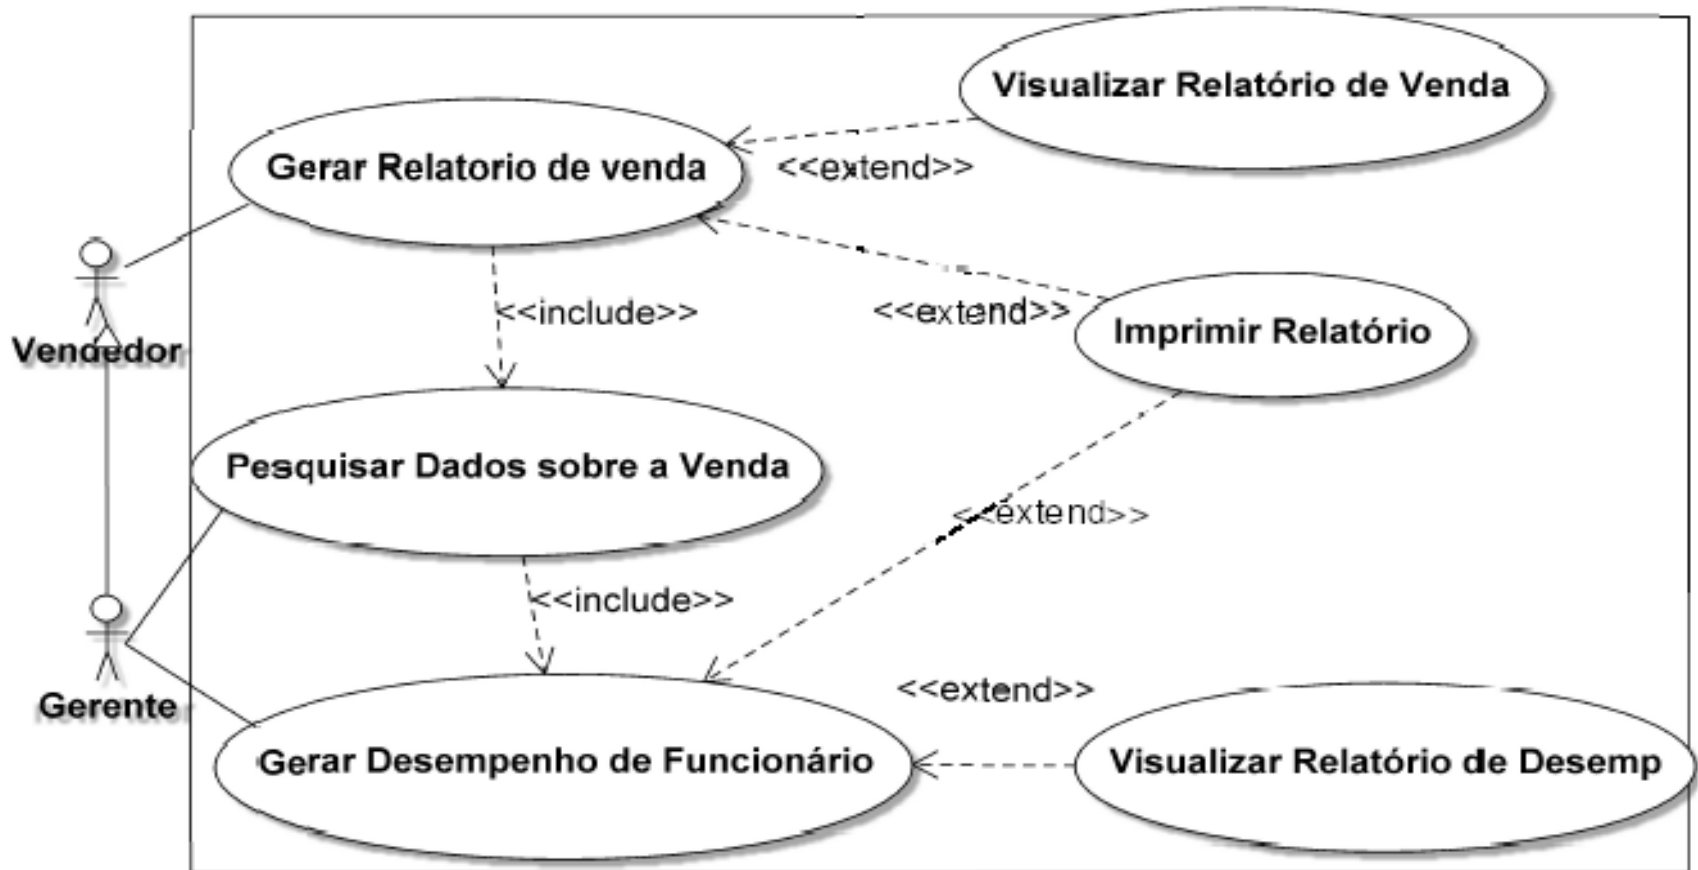 Visualizar Relatório de Venda
Gerar Relatorio de venda
<<extend>>
<<include>>
<<extend>>
Imprimir Relatório
Vendedor
Pesquisar Dados sobre a Venda
<<extend>>
<<include>>
<<extend>>
Gerente
Gerar Desempenho de Funcionário
Visualizar Relatório de Desemp